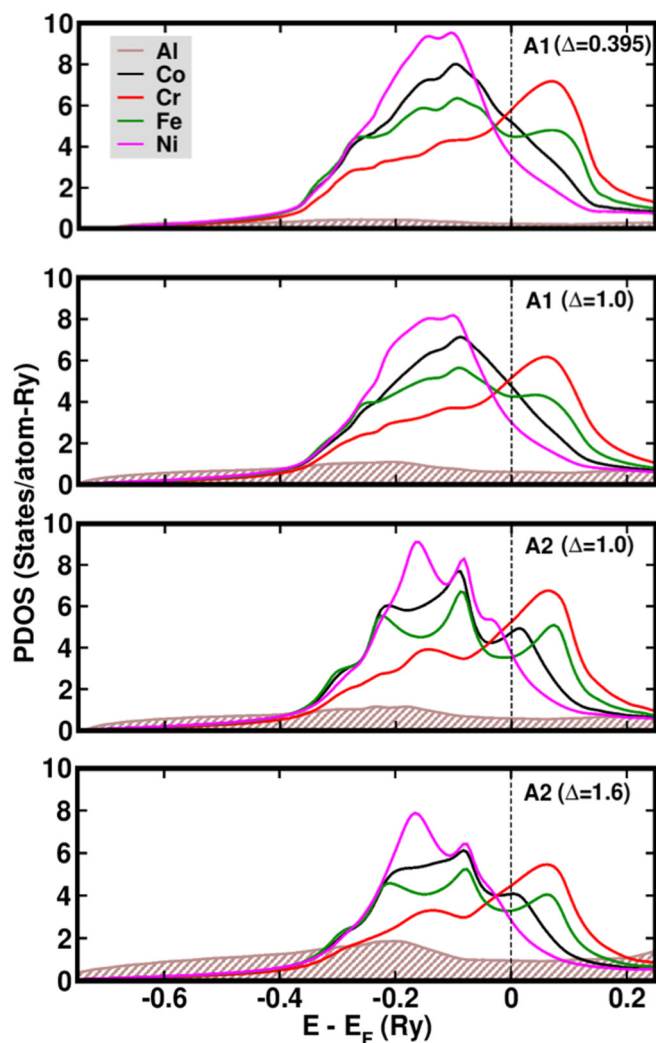 10
8
6
4
2
0
Al
Co
Cr
Fe
Ni
A1 (Δ=0.395)
10
8
6
4
2
0
A1 (Δ=1.0)
10
8
6
4
2
0
A2 (Δ=1.0)
10
8
6
4
2
0
A2 (Δ=1.6)
PDOS (States/atom-Ry)
-0.6 -0.4 -0.2 0 0.2
E - E_F (Ry)